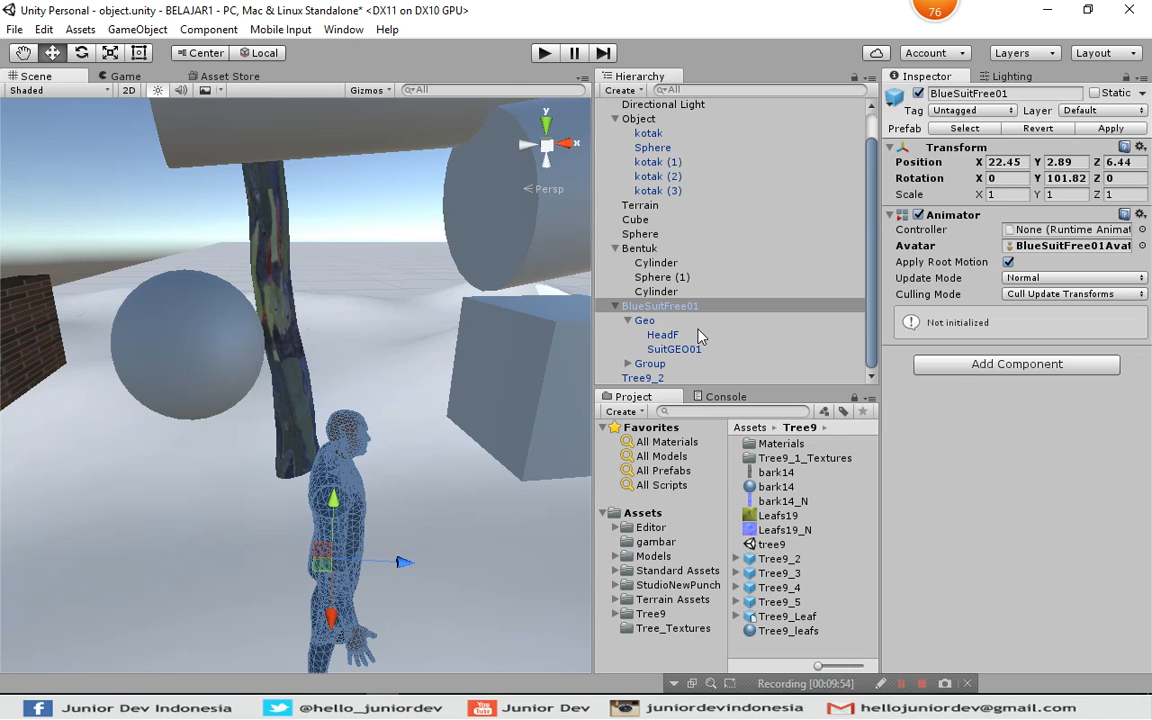 Unity Personal - object.unity - BELAJAR1 - PC, Mac & Linux Standalone* <DX11 on DX10 GPU>
76
File Edit Assets GameObject Component Mobile Input Window Help
Center Local Account Layers Layout
Scene Game Asset Store
Shaded 2D Gizmos All
y
x
Persp
Hierarchy
Create All
Directional Light
Object
kotak
Sphere
kotak (1)
kotak (2)
kotak (3)
Terrain
Cube
Sphere
Bentuk
Cylinder
Sphere (1)
Cylinder
BlueSuitFree01
Geo
HeadF
SuitGEO01
Group
Tree9_2
Project Console
Create
Favorites
All Materials
All Models
All Prefabs
All Scripts
Assets
Editor
gambar
Models
Standard Assets
StudioNewPunch
Terrain Assets
Tree9
Tree_Textures
Assets Tree9
Materials
Tree9_1_Textures
bark14
bark14
bark14_N
Leafs19
Leafs19_N
tree9
Tree9_2
Tree9_3
Tree9_4
Tree9_5
Tree9_Leaf
Tree9_leafs
Inspector Lighting
BlueSuitFree01 Static
Tag Untagged Layer Default
Prefab Select Revert Apply
Transform
Position X 22.45 Y 2.89 Z 6.44
Rotation X 0 Y 101.82 Z 0
Scale X 1 Y 1 Z 1
Animator
Controller None (Runtime Animat
Avatar BlueSuitFree01Avat
Apply Root Motion
Update Mode Normal
Culling Mode Cull Update Transforms
Not initialized
Add Component
Recording [00:09:54]
Junior Dev Indonesia @hello_juniordev You Tube Junior Dev juniordevindonesia hellojuniordev@gmail.com